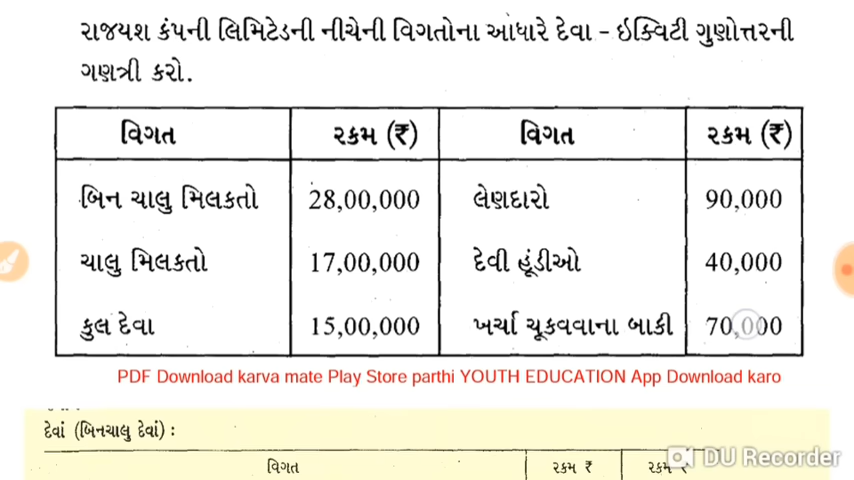 રાજયશ કંપની લિમિટેડની નીચેની વિગતોના આધારે દેવા – ઇક્વિટી ગુણોત્તરની
ગણત્રી કરો.
વિગત રકમ (₹) વિગત રકમ (₹)
બિન ચાલુ મિલકતો 28,00,000 લેણદારો 90,000
ચાલુ મિલકતો 17,00,000 દેવી હૂંડીઓ 40,000
કુલ દેવા 15,00,000 ખર્ચા ચૂકવવાના બાકી 70,000
PDF Download karva mate Play Store parthi YOUTH EDUCATION App Download karo
દેવાં (બિનચાલુ દેવાં) :
વિગત રકમ ₹ રકમ ₹
DU Recorder